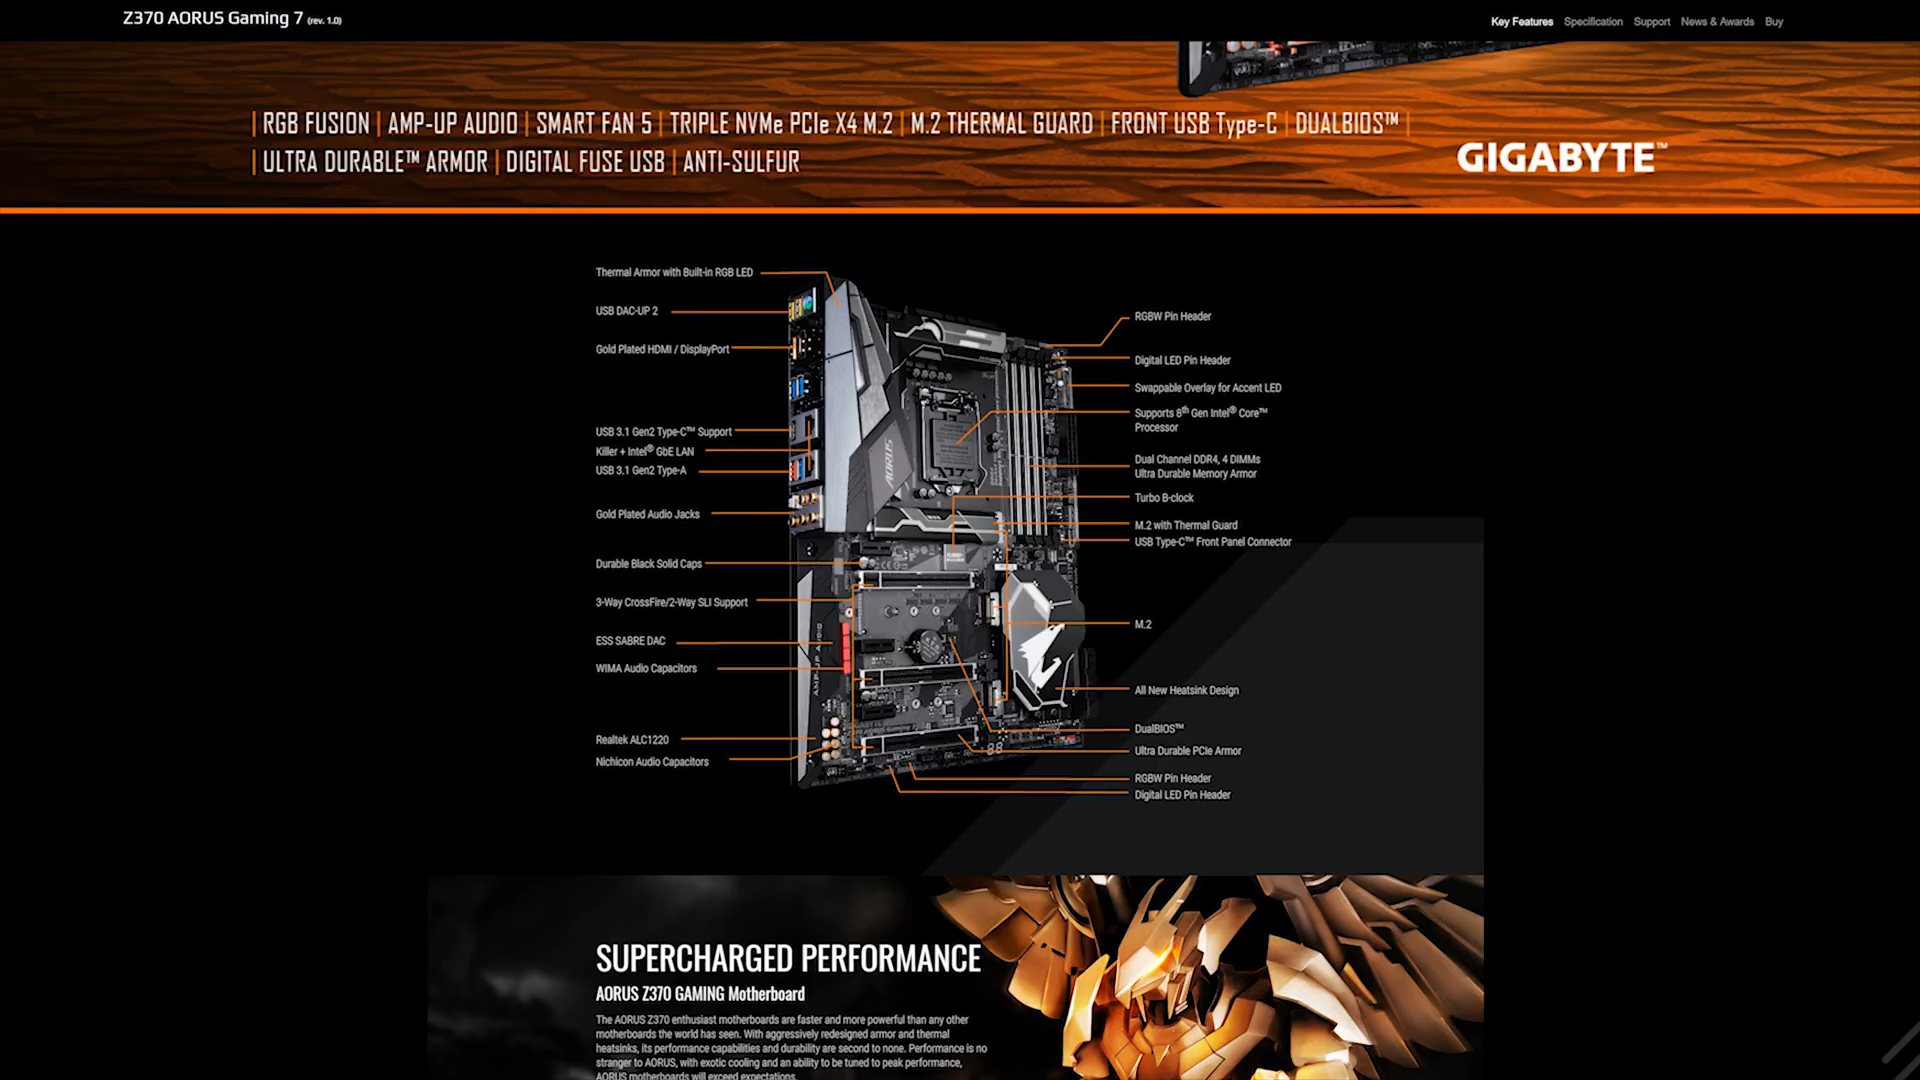 Z370 AORUS Gaming 7 (rev. 1.0)
Key Features Specification Support News & Awards Buy
| RGB FUSION | AMP-UP AUDIO | SMART FAN 5 | TRIPLE NVMe PCIe X4 M.2 | M.2 THERMAL GUARD | FRONT USB Type-C | DUALBIOS™ |
| ULTRA DURABLE™ ARMOR | DIGITAL FUSE USB | ANTI-SULFUR
GIGABYTE™
Thermal Armor with Built-in RGB LED
USB DAC-UP 2
Gold Plated HDMI / DisplayPort
USB 3.1 Gen2 Type-C™ Support
Killer + Intel® GbE LAN
USB 3.1 Gen2 Type-A
Gold Plated Audio Jacks
Durable Black Solid Caps
3-Way CrossFire/2-Way SLI Support
ESS SABRE DAC
WIMA Audio Capacitors
Realtek ALC1220
Nichicon Audio Capacitors
AORUS
AMP-UP AUDIO
RGBW Pin Header
Digital LED Pin Header
Swappable Overlay for Accent LED
Supports 8th Gen Intel® Core™
Processor
Dual Channel DDR4, 4 DIMMs
Ultra Durable Memory Armor
Turbo B-clock
M.2 with Thermal Guard
USB Type-C™ Front Panel Connector
M.2
All New Heatsink Design
DualBIOS™
Ultra Durable PCIe Armor
RGBW Pin Header
Digital LED Pin Header
SUPERCHARGED PERFORMANCE
AORUS Z370 GAMING Motherboard
The AORUS Z370 enthusiast motherboards are faster and more powerful than any other
motherboards the world has seen. With aggressively redesigned armor and thermal
heatsinks, its performance capabilities and durability are second to none. Performance is no
stranger to AORUS, with exotic cooling and an ability to be tuned to peak performance,
AORUS motherboards will exceed expectations.